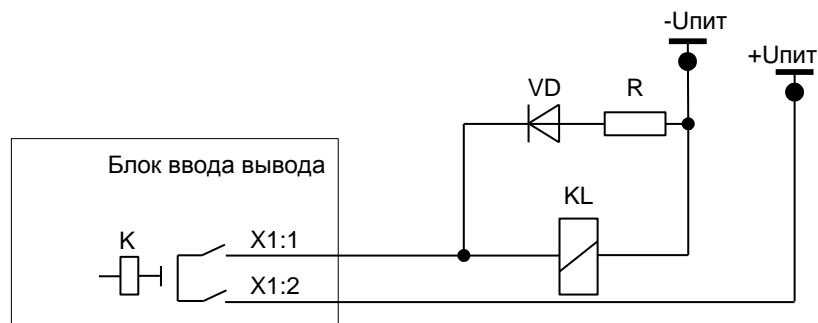 -Uпит
+Uпит
VD
R
Блок ввода вывода
KL
K
X1:1
X1:2